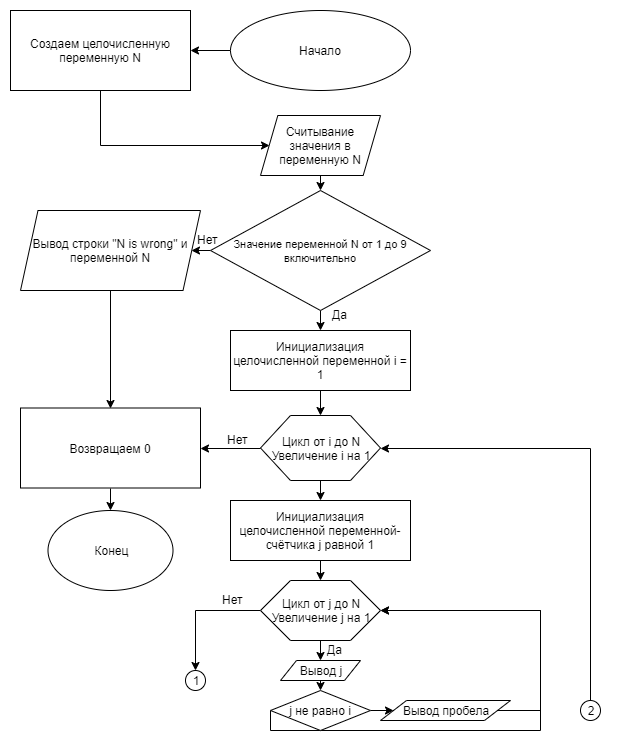 Создаем целочисленную
переменную N
Начало
Считывание
значения в
переменную N
Вывод строки "N is wrong" и
переменной N
Нет
Значение переменной N от 1 до 9
включительно
Да
Инициализация
целочисленной переменной i =
1
Возвращаем 0
Нет
Цикл от i до N
Увеличение i на 1
Инициализация
целочисленной переменной-
счётчика j равной 1
Конец
Нет
Цикл от j до N
Увеличение j на 1
Да
1
Вывод j
j не равно i
Вывод пробела
2